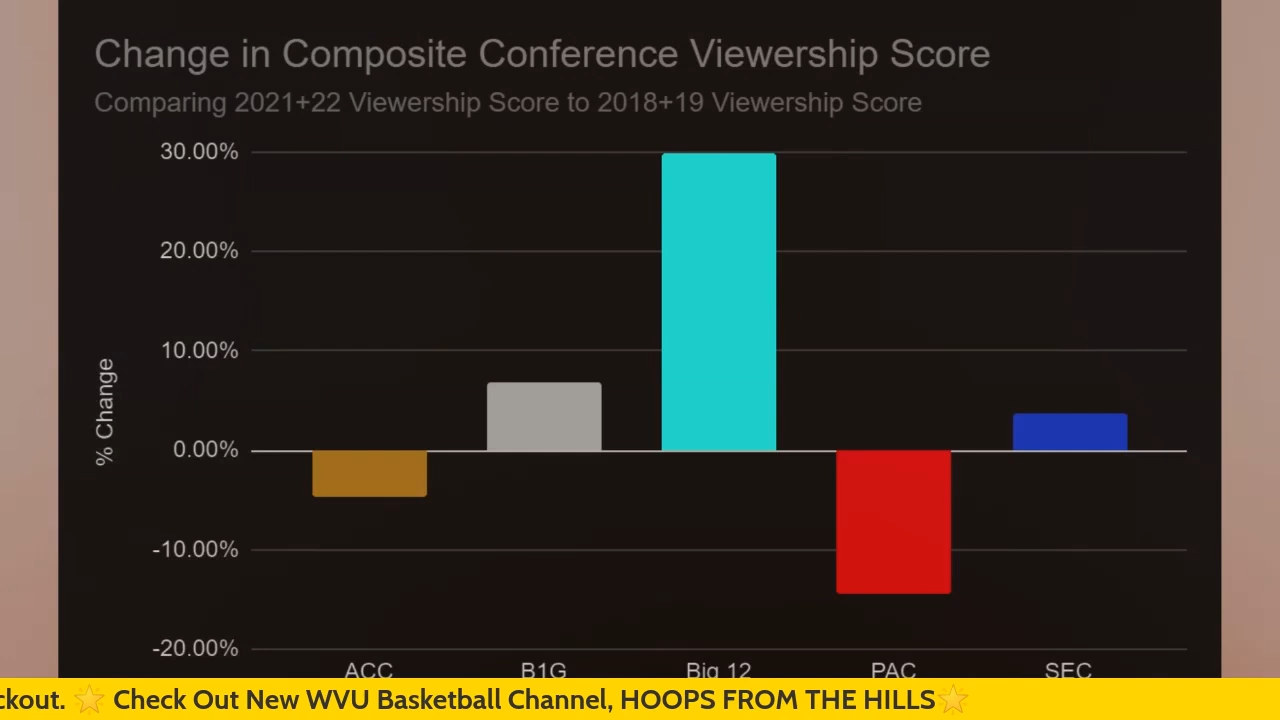 Change in Composite Conference Viewership Score
Comparing 2021+22 Viewership Score to 2018+19 Viewership Score
30.00%
20.00%
10.00%
0.00%
-10.00%
-20.00%
% Change
ACC B1G Big 12 PAC SEC
ckout. 🌟 Check Out New WVU Basketball Channel, HOOPS FROM THE HILLS🌟